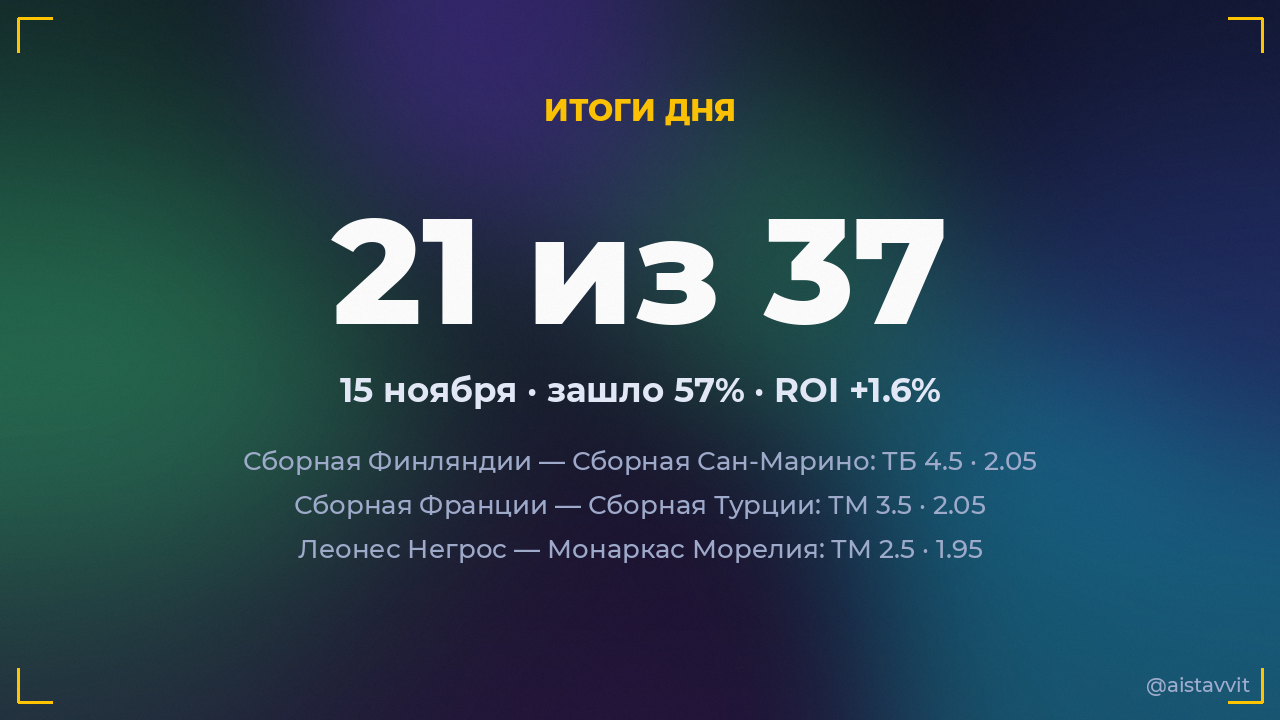 ИТОГИ ДНЯ
21 из 37
15 ноября · зашло 57% · ROI +1.6%
Сборная Финляндии — Сборная Сан-Марино: ТБ 4.5 · 2.05
Сборная Франции — Сборная Турции: ТМ 3.5 · 2.05
Леонес Негрос — Монаркас Морелия: ТМ 2.5 · 1.95
@aistavvit